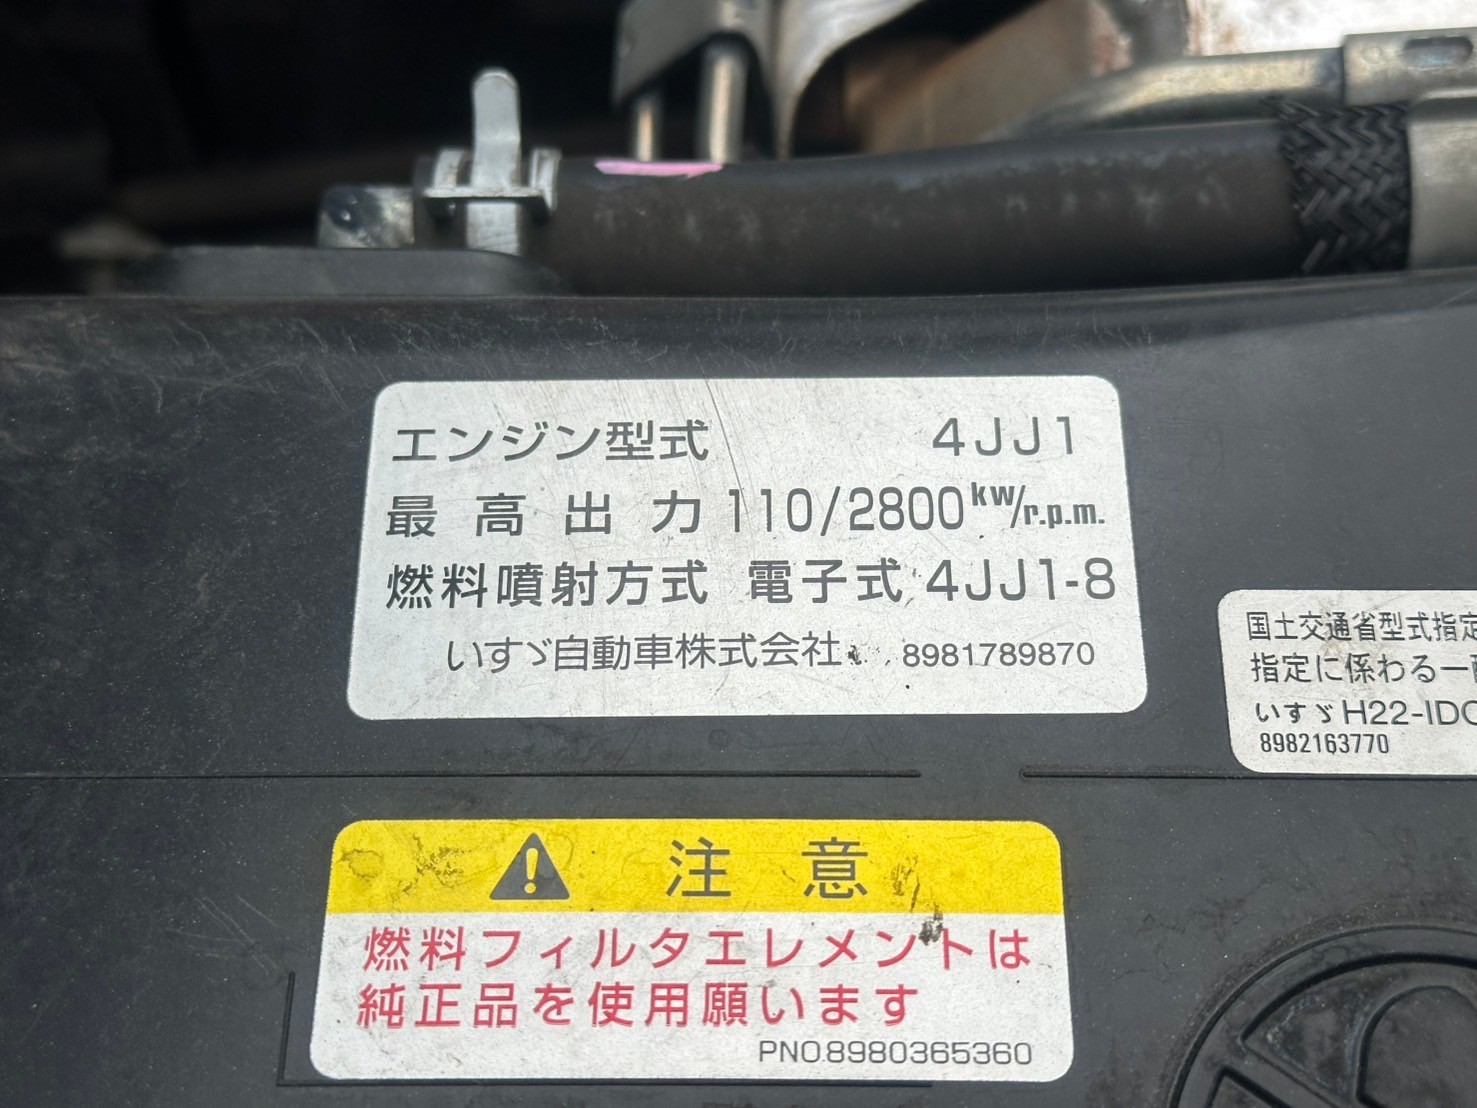 エンジン型式 4JJ1
最高出力 110/2800kW/r.p.m.
燃料噴射方式 電子式 4JJ1-8
いすゞ自動車株式会社 8981789870
国土交通省型式指定
指定に係わる一
いすゞ H22-ID
8982163770
注意
燃料フィルタエレメントは
純正品を使用願います
PNO.8980365360